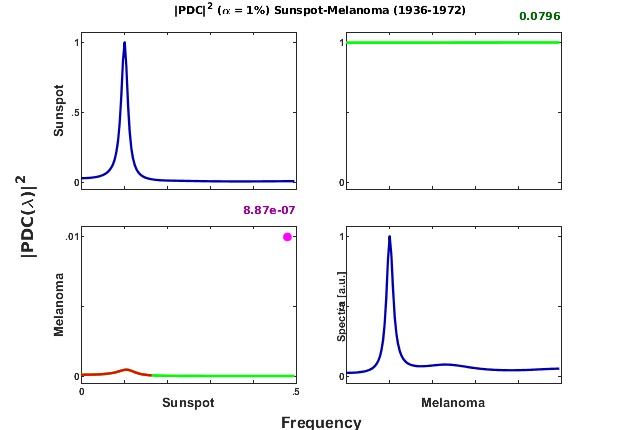 |PDC|² (α = 1%) Sunspot-Melanoma (1936-1972)
0.0796
1
.5
0
Sunspot
1
0
|PDC(λ)|²
8.87e-07
.01
0
Melanoma
0
.5
Sunspot
1
0
Spectra [a.u.]
Melanoma
Frequency